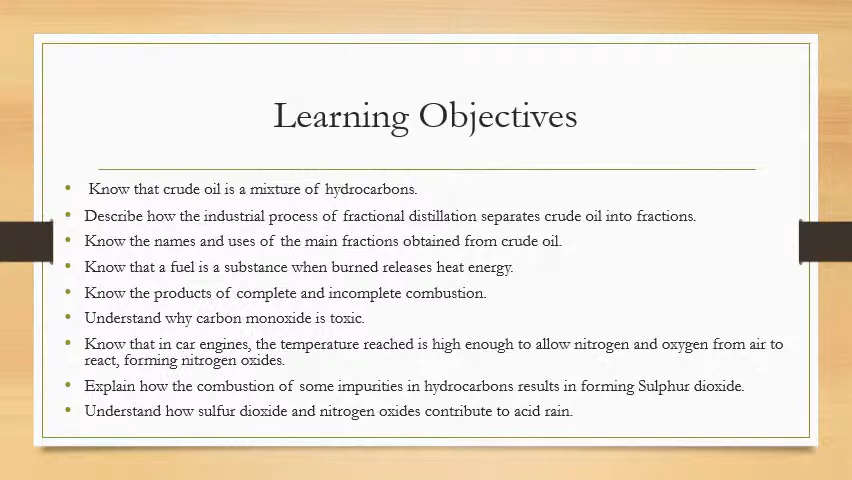 Learning Objectives
• Know that crude oil is a mixture of hydrocarbons.
• Describe how the industrial process of fractional distillation separates crude oil into fractions.
• Know the names and uses of the main fractions obtained from crude oil.
• Know that a fuel is a substance when burned releases heat energy.
• Know the products of complete and incomplete combustion.
• Understand why carbon monoxide is toxic.
• Know that in car engines, the temperature reached is high enough to allow nitrogen and oxygen from air to
react, forming nitrogen oxides.
• Explain how the combustion of some impurities in hydrocarbons results in forming Sulphur dioxide.
• Understand how sulfur dioxide and nitrogen oxides contribute to acid rain.